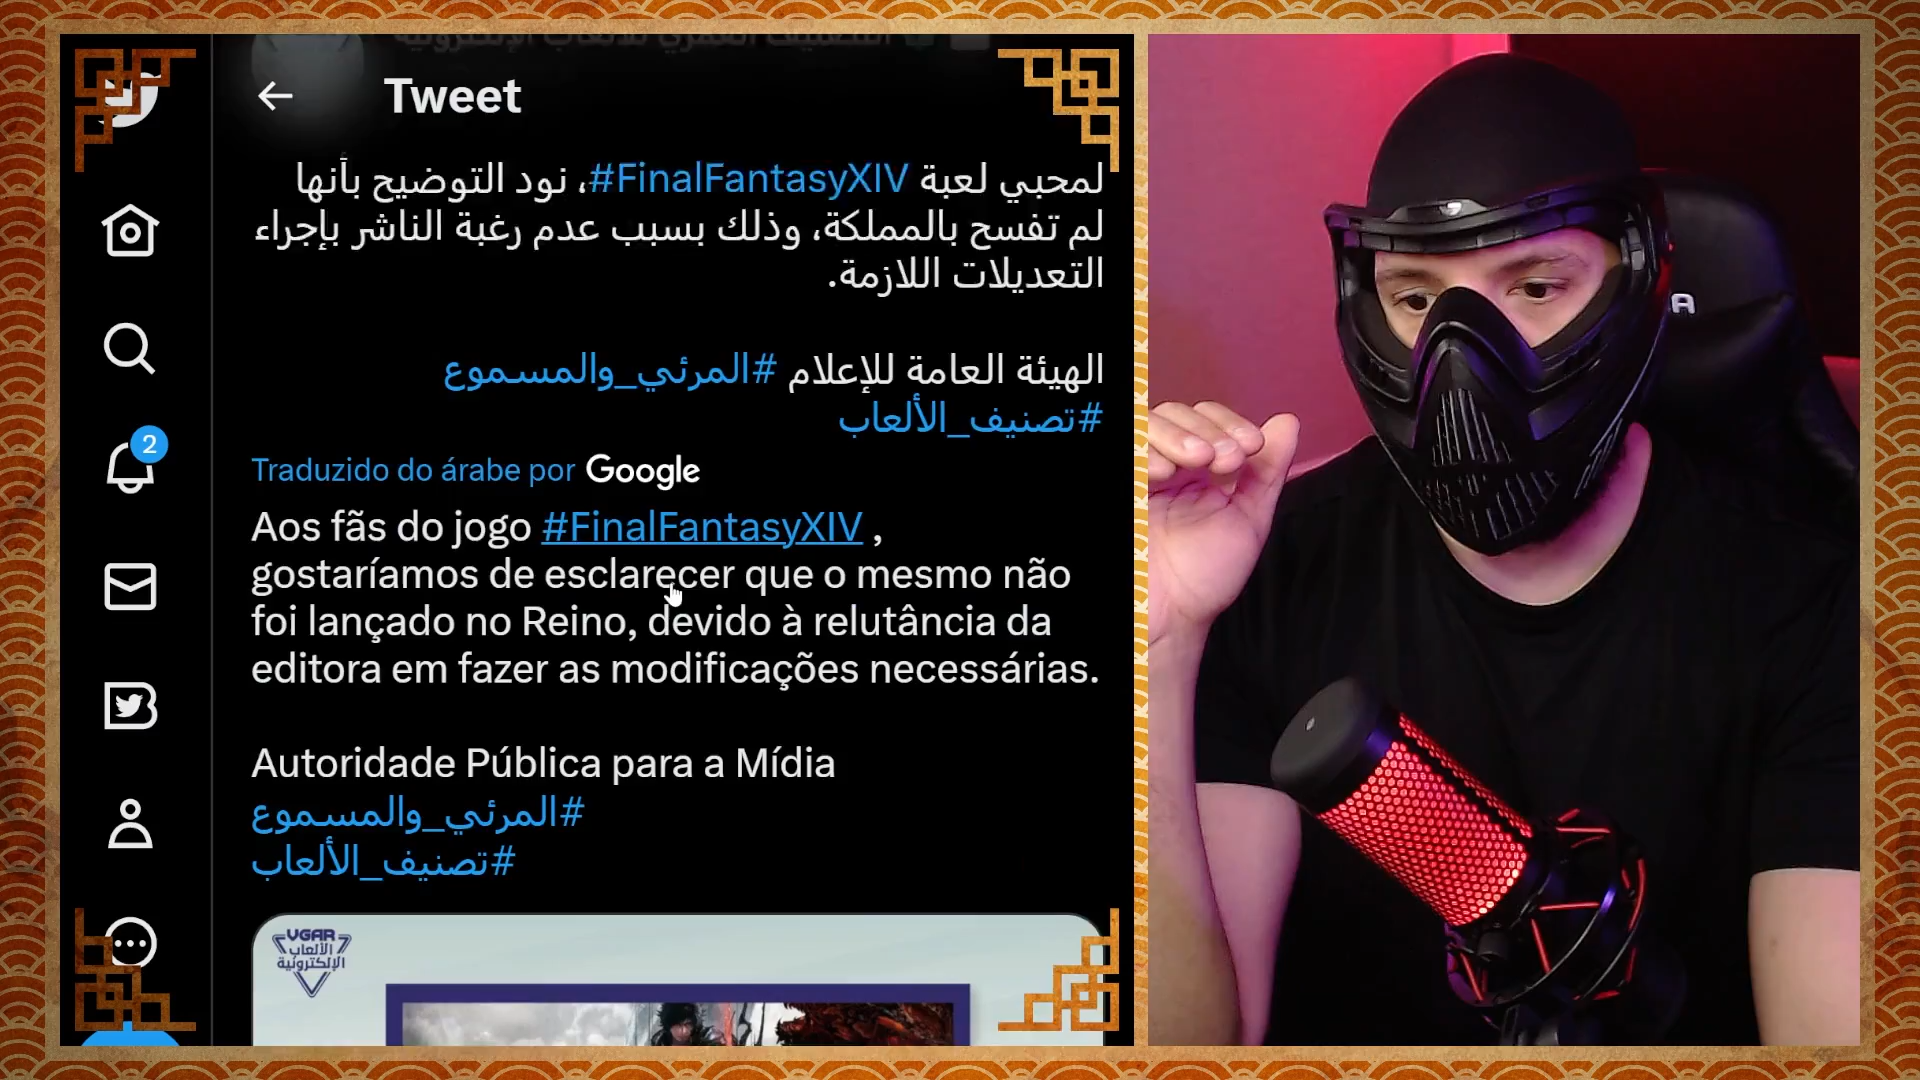 Tweet
لمحبي لعبة #FinalFantasyXIV، نود التوضيح بأنها
لم تفسح بالمملكة، وذلك بسبب عدم رغبة الناشر بإجراء
التعديلات اللازمة.
الهيئة العامة للإعلام #المرئي_والمسموع
#تصنيف_الألعاب
2
Traduzido do árabe por Google
Aos fãs do jogo #FinalFantasyXIV ,
gostaríamos de esclarecer que o mesmo não
foi lançado no Reino, devido à relutância da
editora em fazer as modificações necessárias.
Autoridade Pública para a Mídia
#المرئي_والمسموع
#تصنيف_الألعاب
VGAR
الألعاب
الإلكترونية